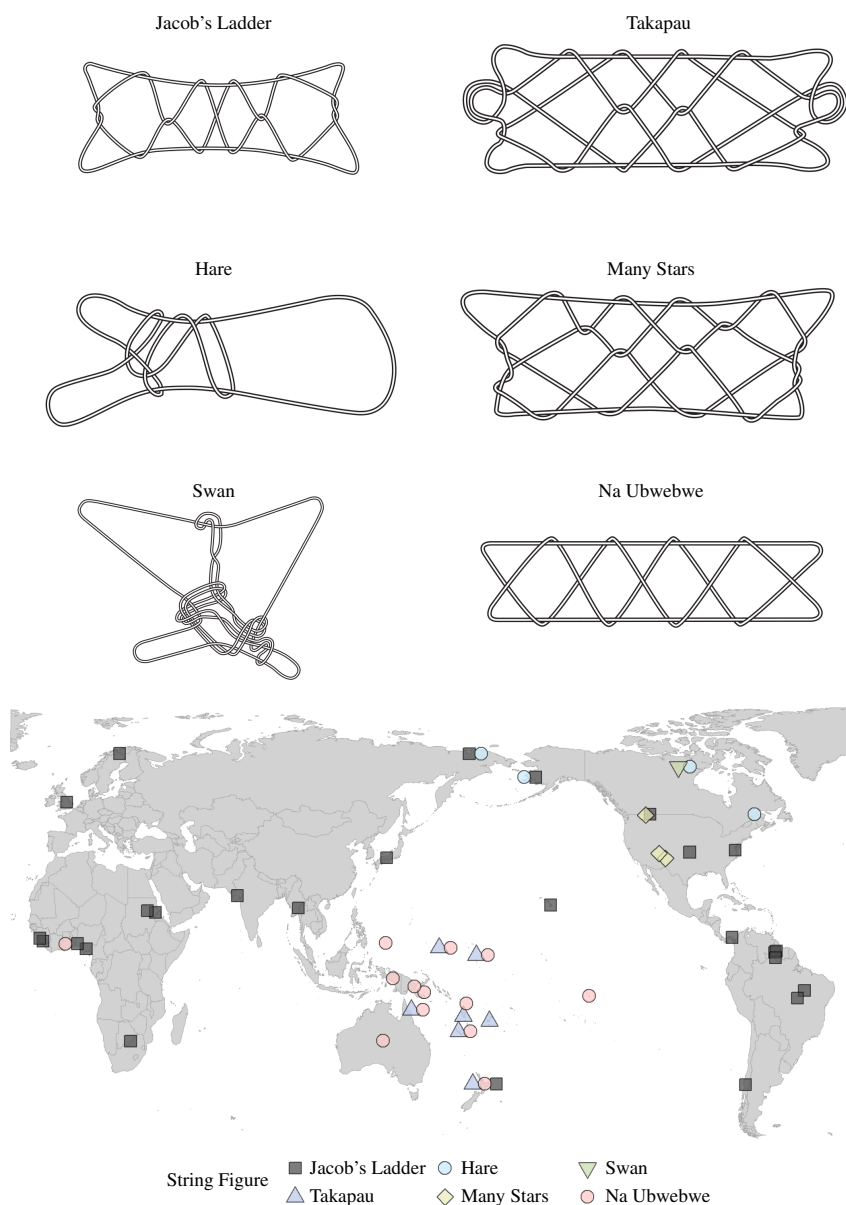 Jacob's Ladder
Takapau
Hare
Many Stars
Swan
Na Ubwebwe
String Figure
Jacob's Ladder
Hare
Swan
Takapau
Many Stars
Na Ubwebwe